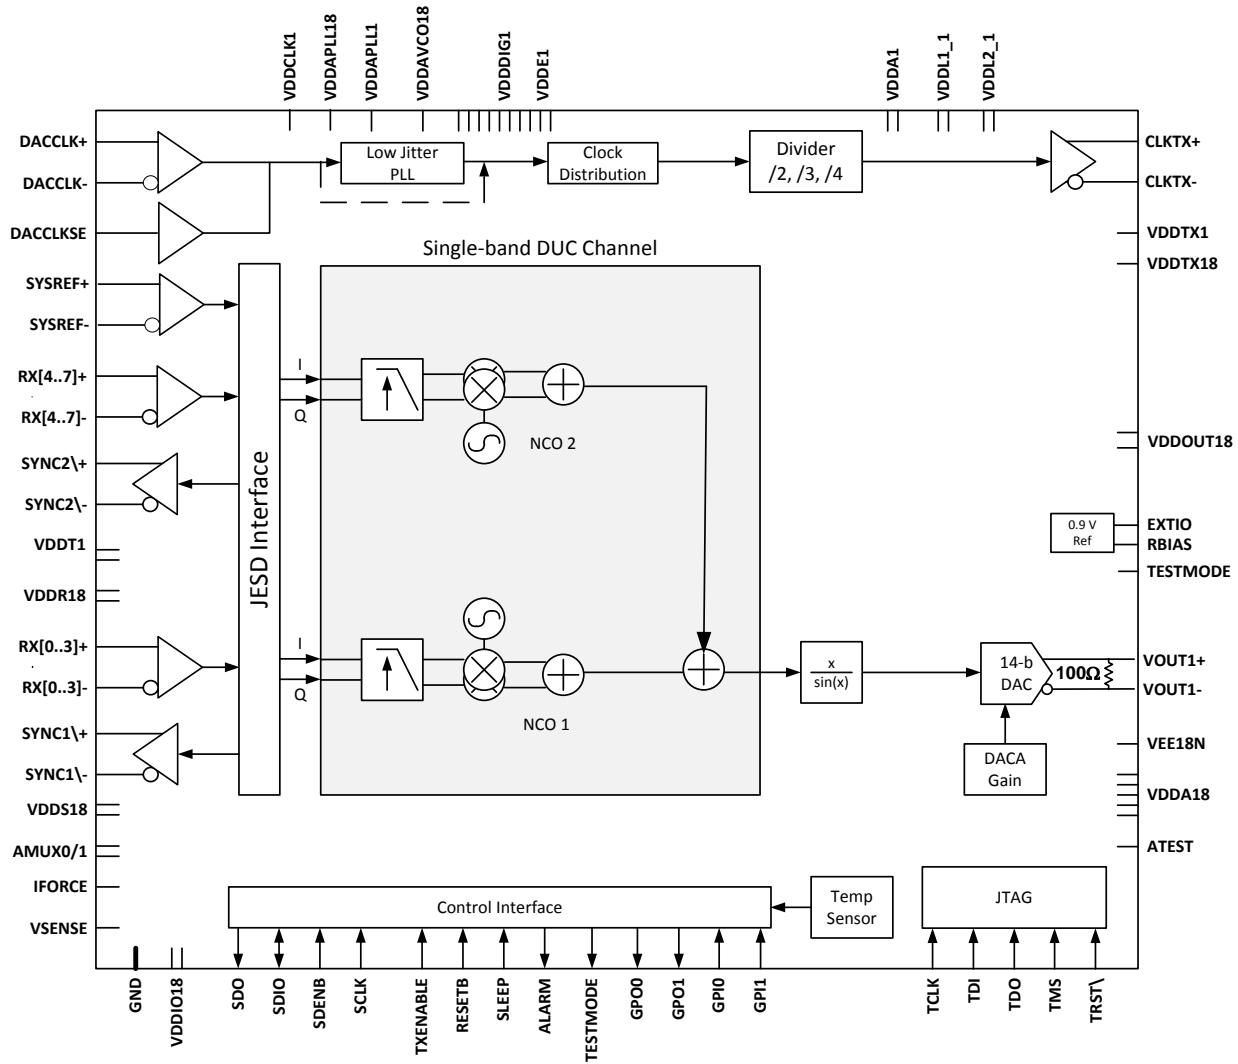 VDDCLK1
VDDAPLL18
VDDAPLL1
VDDAVCO18
VDDDIG1
VDDE1
VDDA1
VDDL1_1
VDDL2_1
DACCLK+
DACCLK-
DACCLKSE
SYSREF+
SYSREF-
RX[4..7]+
RX[4..7]-
SYNC2\+
SYNC2\-
VDDT1
VDDR18
RX[0..3]+
RX[0..3]-
SYNC1\+
SYNC1\-
VDDS18
AMUX0/1
IFORCE
VSENSE
Low Jitter
PLL
Clock
Distribution
Divider
/2, /3, /4
Single-band DUC Channel
JESD Interface
I
Q
NCO 2
I
Q
NCO 1
x
sin(x)
14-b
DAC
100Ω
DACA
Gain
0.9 V
Ref
CLKTX+
CLKTX-
VDDTX1
VDDTX18
VDDOUT18
EXTIO
RBIAS
TESTMODE
VOUT1+
VOUT1-
VEE18N
VDDA18
ATEST
Control Interface
Temp
Sensor
JTAG
GND
VDDIO18
SDO
SDIO
SDENB
SCLK
TXENABLE
RESETB
SLEEP
ALARM
TESTMODE
GPO0
GPO1
GPI0
GPI1
TCLK
TDI
TDO
TMS
TRST\